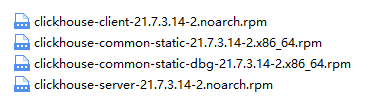 clickhouse-client-21.7.3.14-2.noarch.rpm
clickhouse-common-static-21.7.3.14-2.x86_64.rpm
clickhouse-common-static-dbg-21.7.3.14-2.x86_64.rpm
clickhouse-server-21.7.3.14-2.noarch.rpm